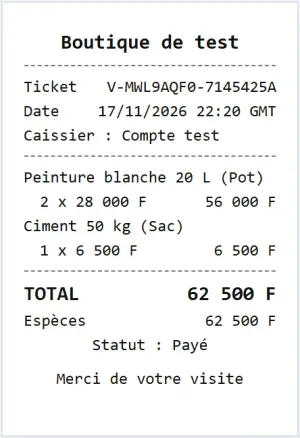 Boutique de test
Ticket V-MWL9AQF0-7145425A
Date 17/11/2026 22:20 GMT
Caissier : Compte test
Peinture blanche 20 L (Pot)
2 x 28 000 F 56 000 F
Ciment 50 kg (Sac)
1 x 6 500 F 6 500 F
TOTAL 62 500 F
Espèces 62 500 F
Statut : Payé
Merci de votre visite